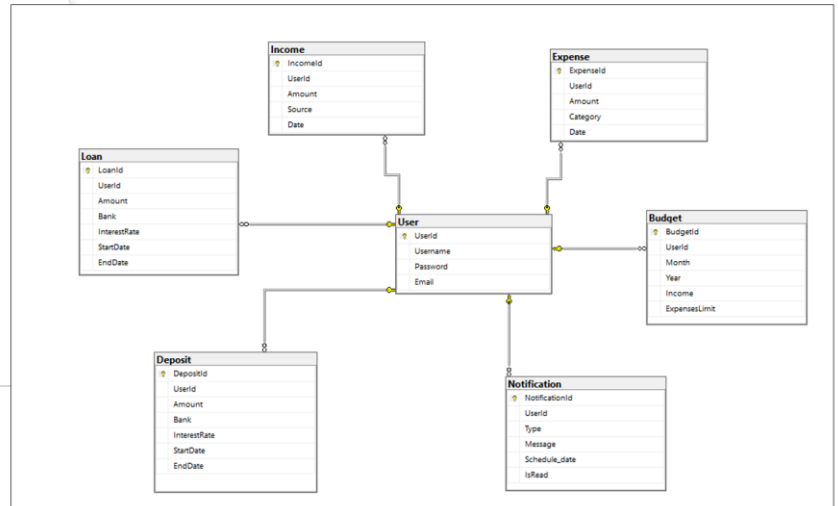 Income
IncomeId
UserId
Amount
Source
Date
Expense
ExpenseId
UserId
Amount
Category
Date
Loan
LoanId
UserId
Amount
Bank
InterestRate
StartDate
EndDate
User
UserId
Username
Password
Email
Budget
BudgetId
UserId
Month
Year
Income
ExpensesLimit
Deposit
DepositId
UserId
Amount
Bank
InterestRate
StartDate
EndDate
Notification
NotificationId
UserId
Type
Message
Schedule_date
IsRead